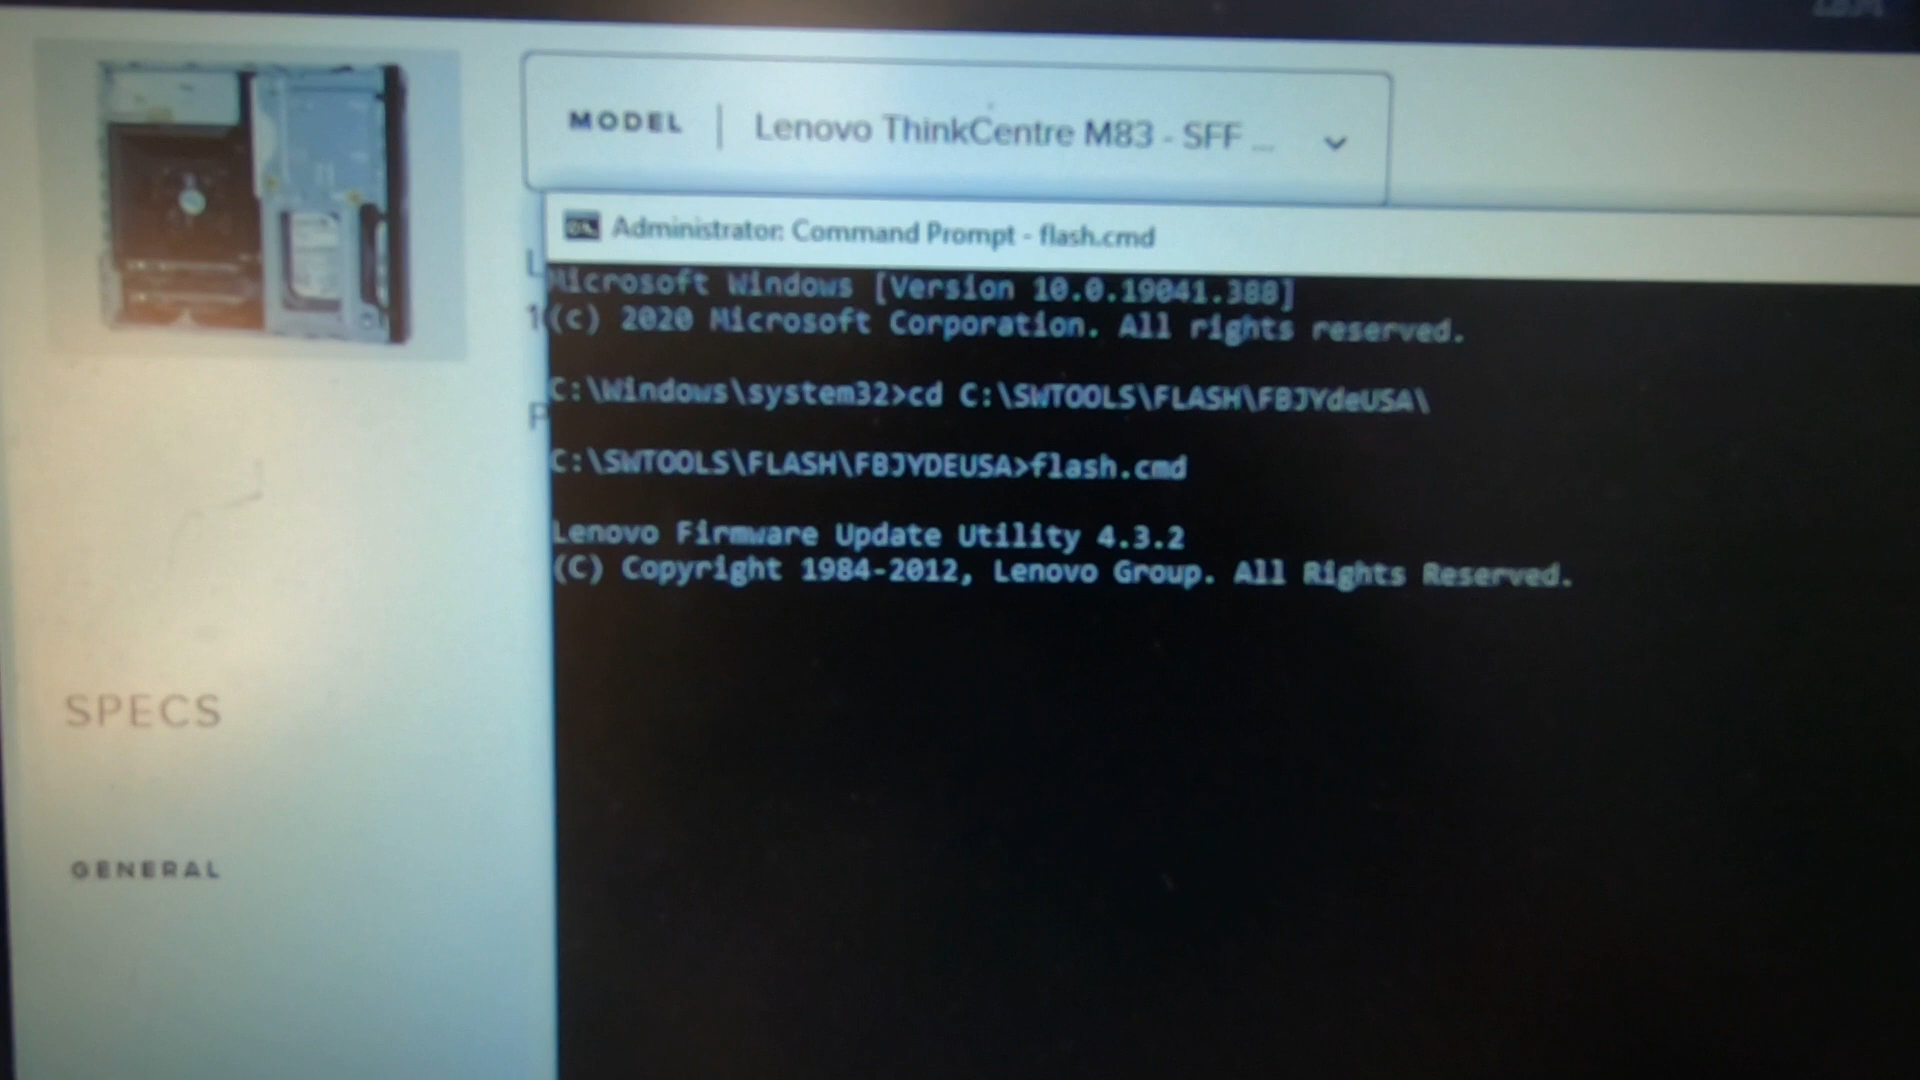 IBM
MODEL | Lenovo ThinkCentre M83 - SFF ...
Administrator: Command Prompt - flash.cmd
Microsoft Windows [Version 10.0.19041.388]
(c) 2020 Microsoft Corporation. All rights reserved.
C:\Windows\system32>cd C:\SWTOOLS\FLASH\FBJYdeUSA\
C:\SWTOOLS\FLASH\FBJYDEUSA>flash.cmd
Lenovo Firmware Update Utility 4.3.2
(C) Copyright 1984-2012, Lenovo Group. All Rights Reserved.
SPECS
GENERAL